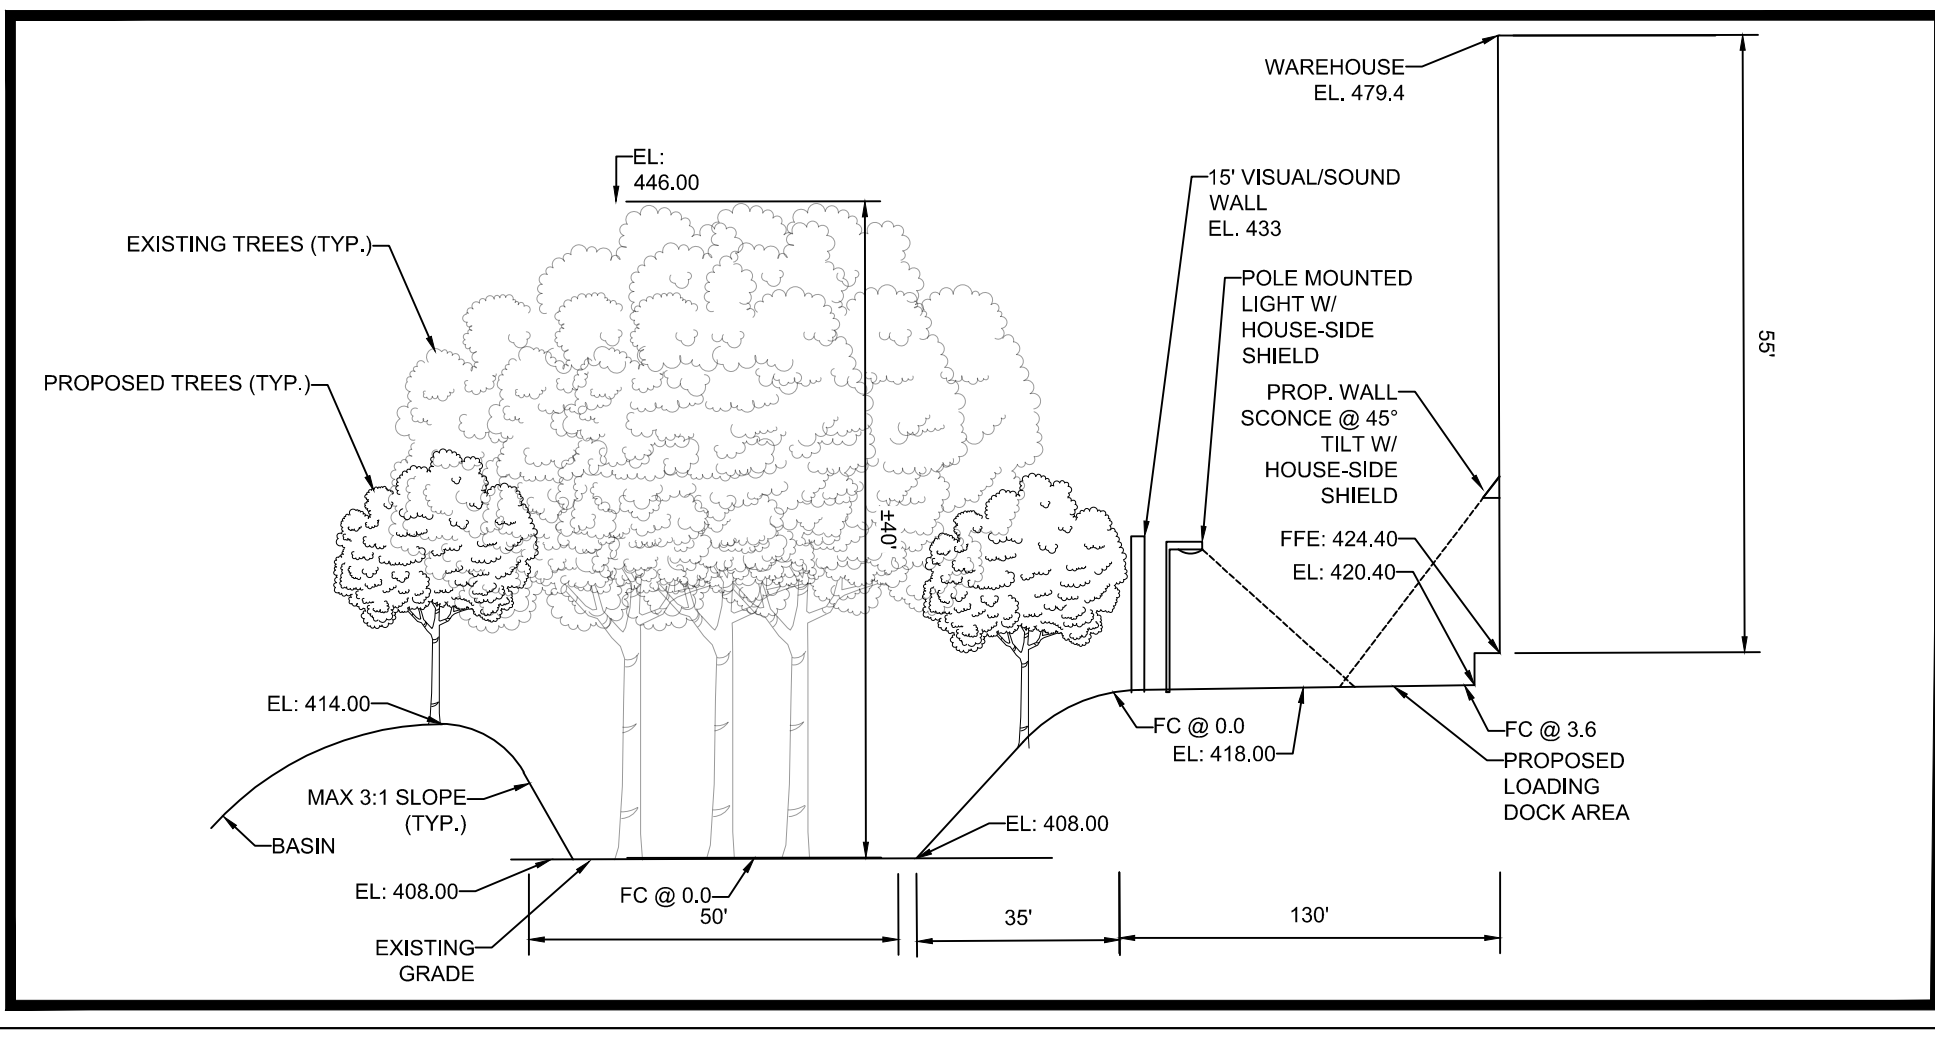 WAREHOUSE
EL. 479.4
EL:
446.00
15' VISUAL/SOUND
WALL
EL. 433
EXISTING TREES (TYP.)
POLE MOUNTED
LIGHT W/
HOUSE-SIDE
SHIELD
55'
PROPOSED TREES (TYP.)
PROP. WALL
SCONCE @ 45°
TILT W/
HOUSE-SIDE
SHIELD
±40'
FFE: 424.40
EL: 420.40
EL: 414.00
FC @ 0.0
EL: 418.00
FC @ 3.6
PROPOSED
LOADING
DOCK AREA
MAX 3:1 SLOPE
(TYP.)
BASIN
EL: 408.00
EL: 408.00
FC @ 0.0
50'
35'
130'
EXISTING
GRADE